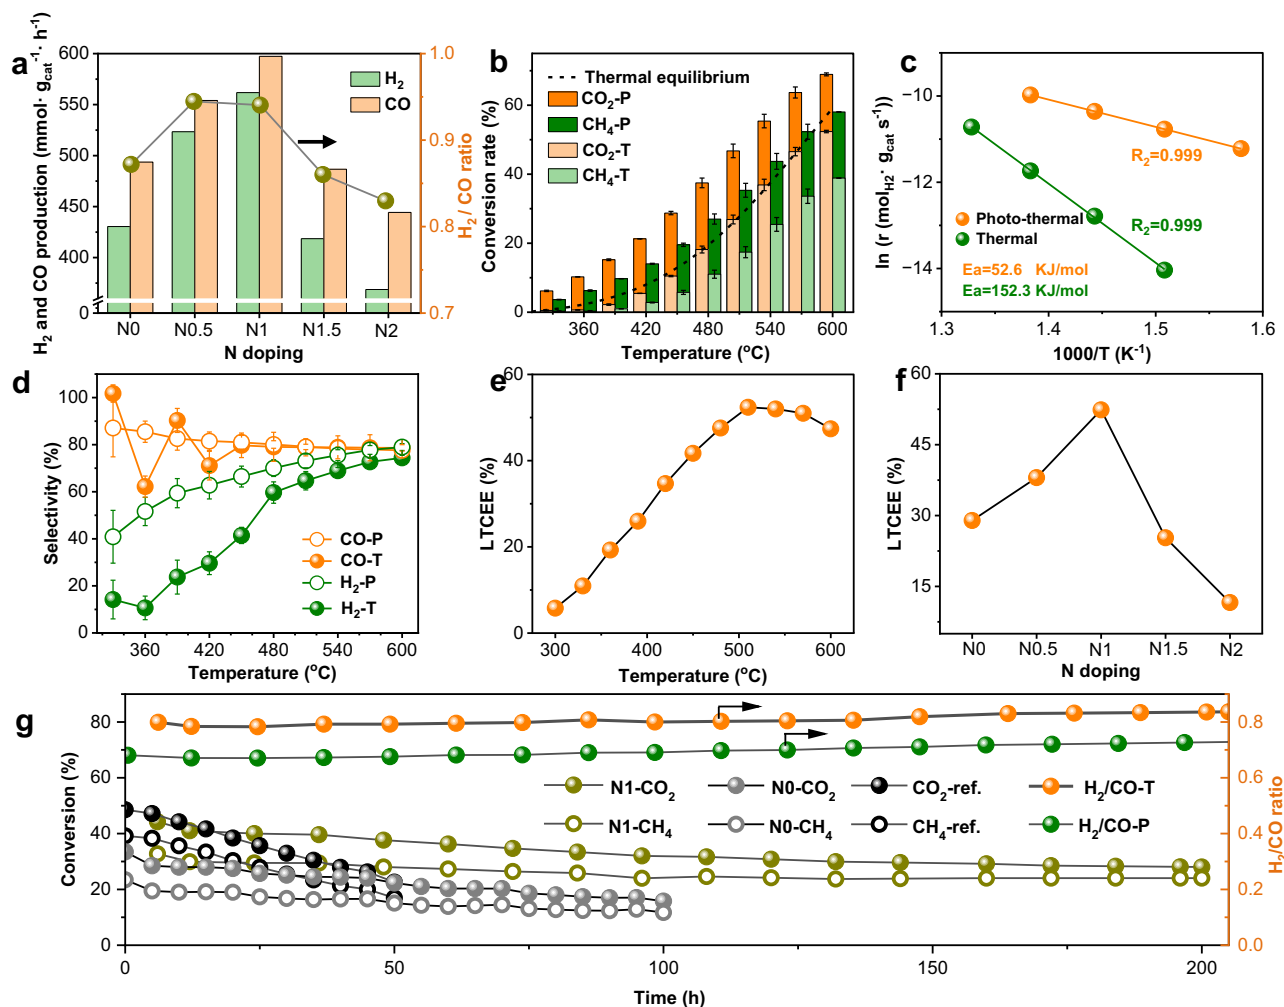 a
H₂ and CO production (mmol· g_cat⁻¹· h⁻¹)
600
550
500
450
400
0
H₂
CO
1.0
0.9
0.8
0.7
H₂ / CO ratio
N0 N0.5 N1 N1.5 N2
N doping
b
Conversion rate (%)
60
40
20
0
Thermal equilibrium
CO₂-P
CH₄-P
CO₂-T
CH₄-T
360 420 480 540 600
Temperature (°C)
c
ln (r (mol_H2· g_cat s⁻¹))
−10
−12
−14
R₂=0.999
R₂=0.999
Photo-thermal
Thermal
Ea=52.6 KJ/mol
Ea=152.3 KJ/mol
1.3 1.4 1.5 1.6
1000/T (K⁻¹)
d
Selectivity (%)
100
80
60
40
20
0
CO-P
CO-T
H₂-P
H₂-T
360 420 480 540 600
Temperature (°C)
e
LTCEE (%)
60
40
20
0
300 400 500 600
Temperature (°C)
f
LTCEE (%)
60
45
30
15
N0 N0.5 N1 N1.5 N2
N doping
g
Conversion (%)
80
60
40
20
0
N1-CO₂ N0-CO₂ CO₂-ref. H₂/CO-T
N1-CH₄ N0-CH₄ CH₄-ref. H₂/CO-P
0.8
0.6
0.4
0.2
0.0
H₂/CO ratio
0 50 100 150 200
Time (h)